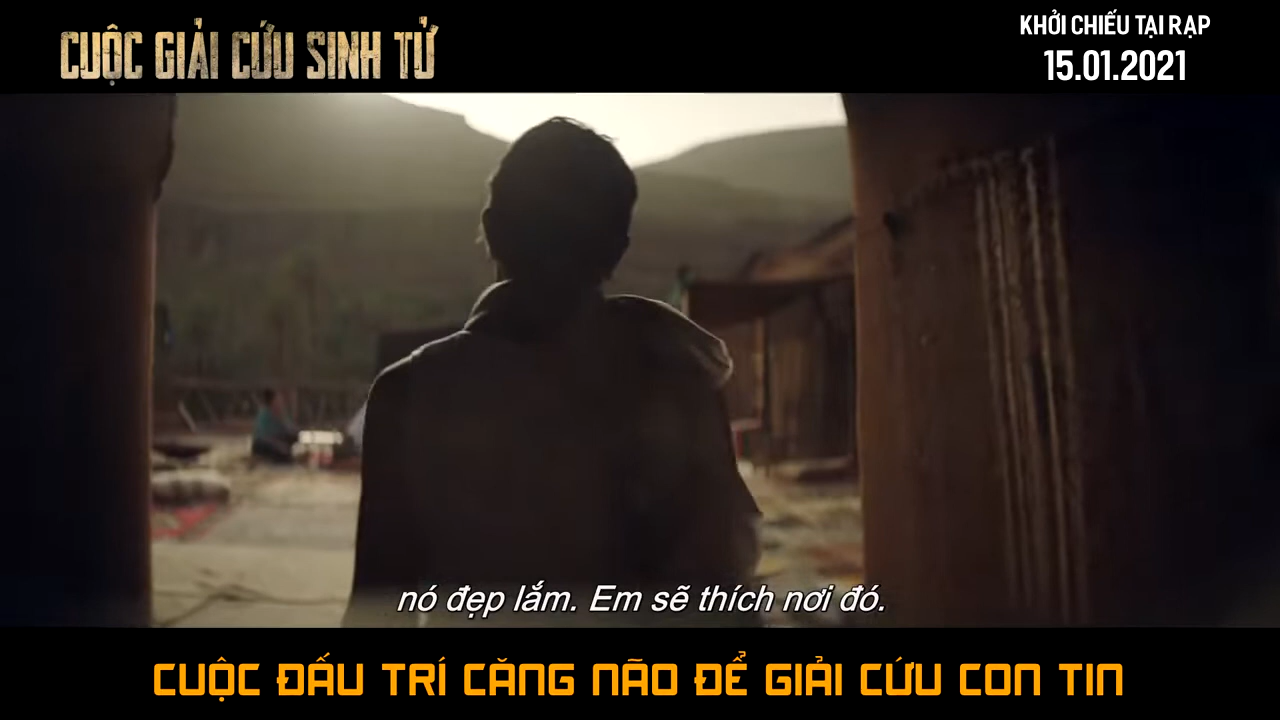 CUỘC GIẢI CỨU SINH TỬ
KHỞI CHIẾU TẠI RẠP
15.01.2021
nó đẹp lắm. Em sẽ thích nơi đó.
CUỘC ĐẤU TRÍ CĂNG NÃO ĐỂ GIẢI CỨU CON TIN